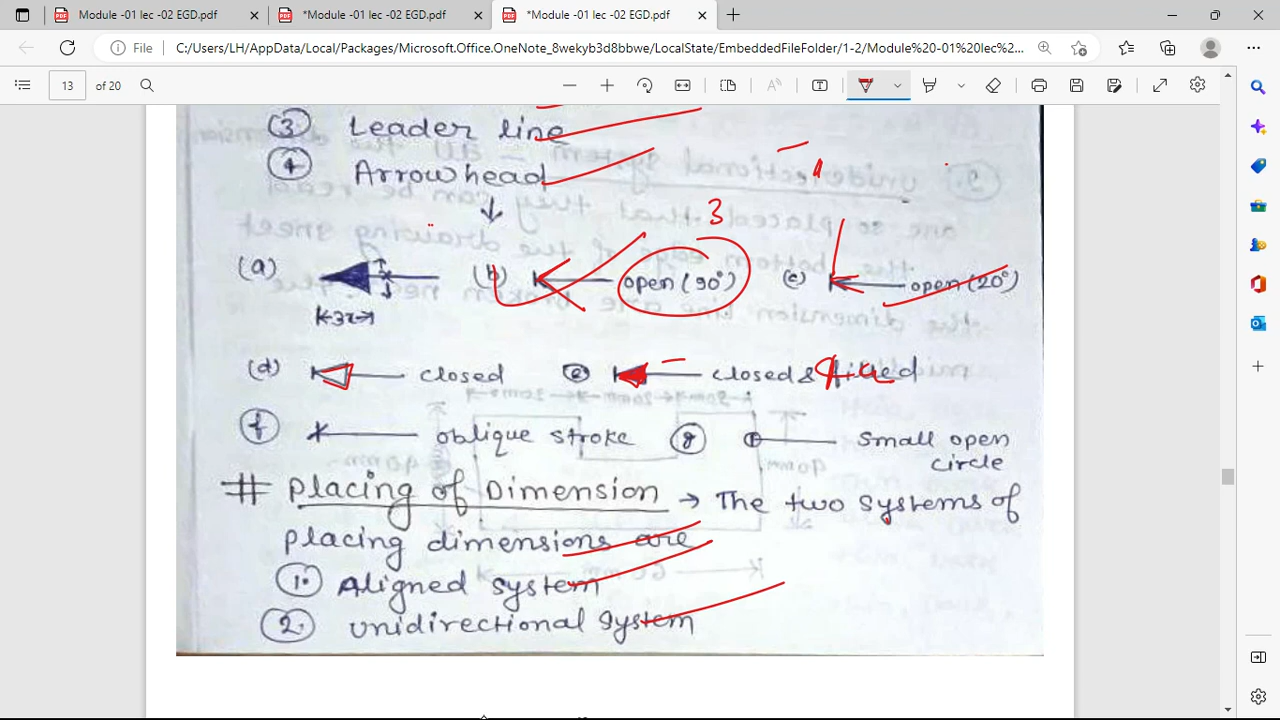 Module -01 lec -02 EGD.pdf
*Module -01 lec -02 EGD.pdf
*Module -01 lec -02 EGD.pdf
File
C:/Users/LH/AppData/Local/Packages/Microsoft.Office.OneNote_8wekyb3d8bbwe/LocalState/EmbeddedFileFolder/1-2/Module%20-01%20lec%2...
13 of 20
(3) Leader line
(4) Arrowhead
3
(a) (b) open (90°) (c) open (20°)
3x
(d) closed (e) closed & filled
(f) oblique stroke (g) small open circle
# Placing of Dimension → The two systems of
placing dimensions are
(1.) Aligned system
(2.) Unidirectional system